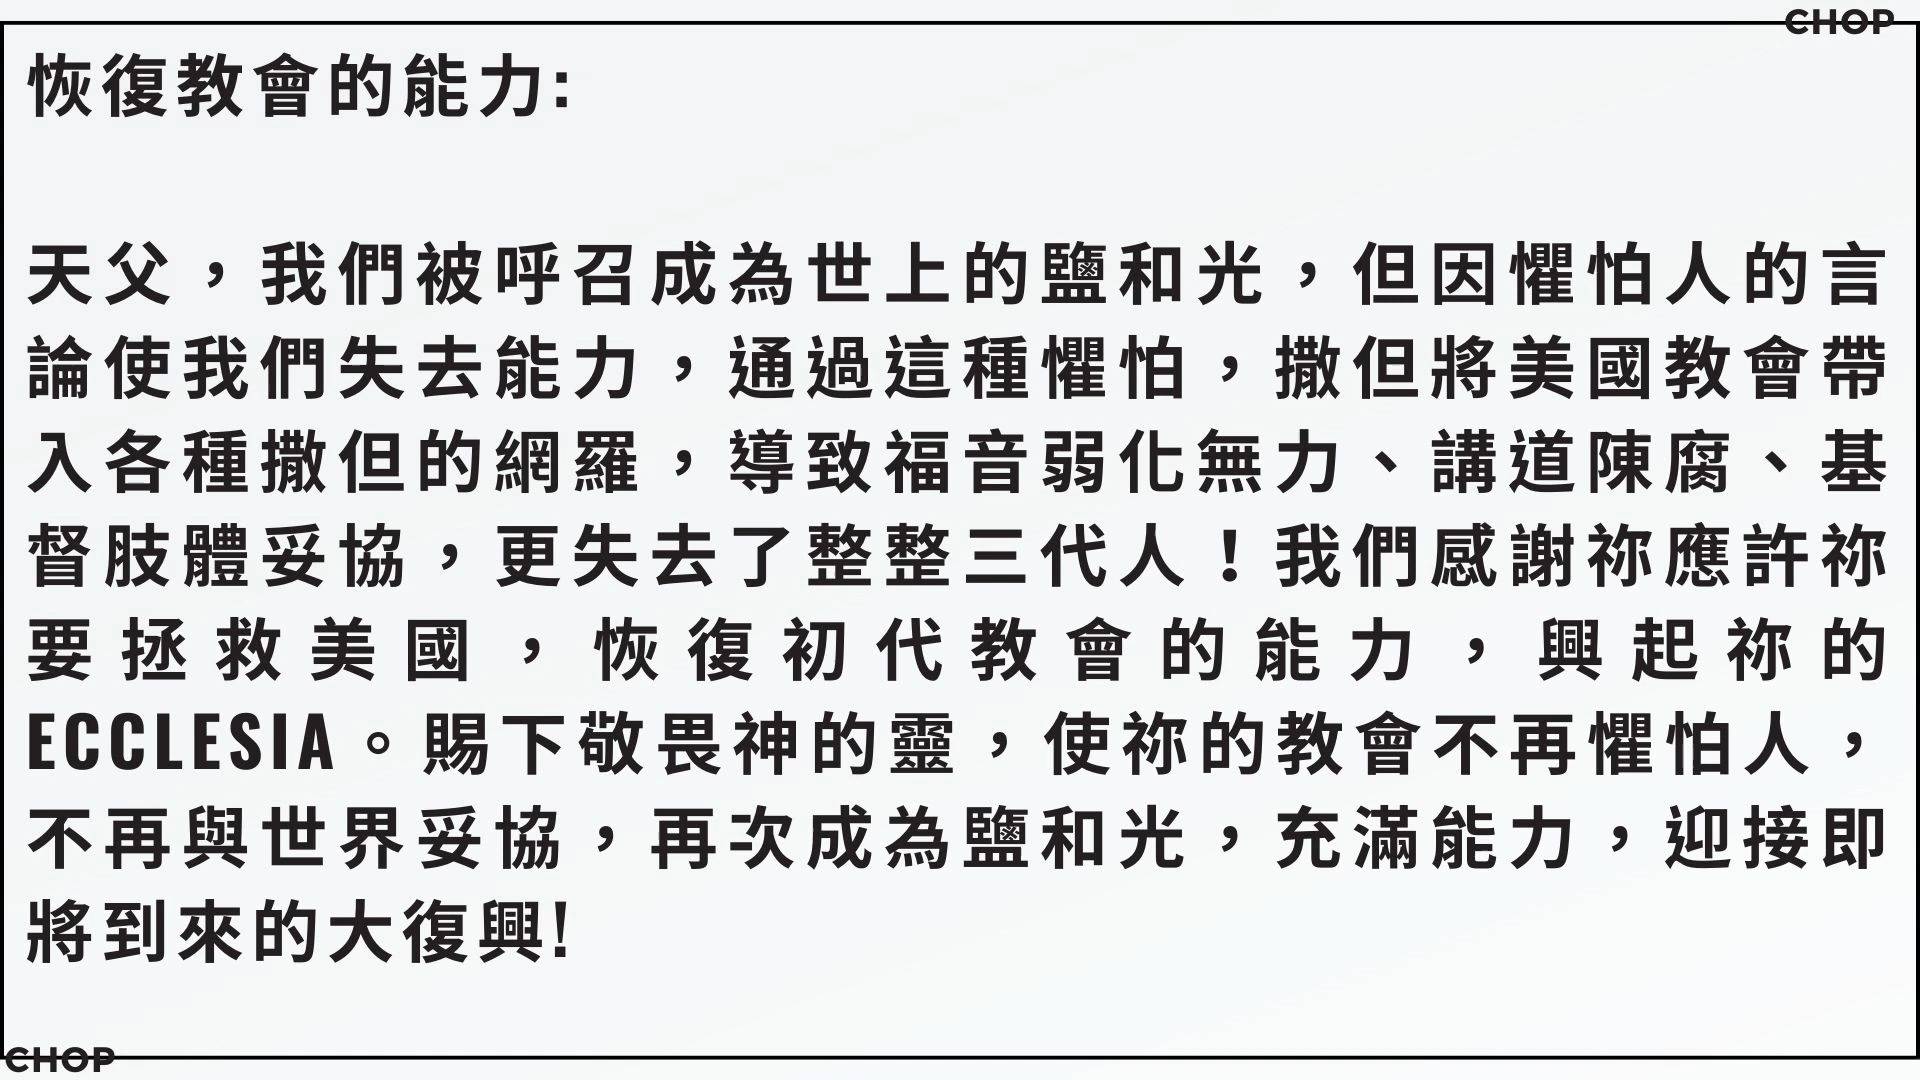 CHOP
恢復教會的能力:
天父，我們被呼召成為世上的鹽和光，但因懼怕人的言
論使我們失去能力，通過這種懼怕，撒但將美國教會帶
入各種撒但的網羅，導致福音弱化無力、講道陳腐、基
督肢體妥協，更失去了整整三代人！我們感謝祢應許祢
要拯救美國，恢復初代教會的能力，興起祢的
ECCLESIA。賜下敬畏神的靈，使祢的教會不再懼怕人，
不再與世界妥協，再次成為鹽和光，充滿能力，迎接即
將到來的大復興!
CHOP